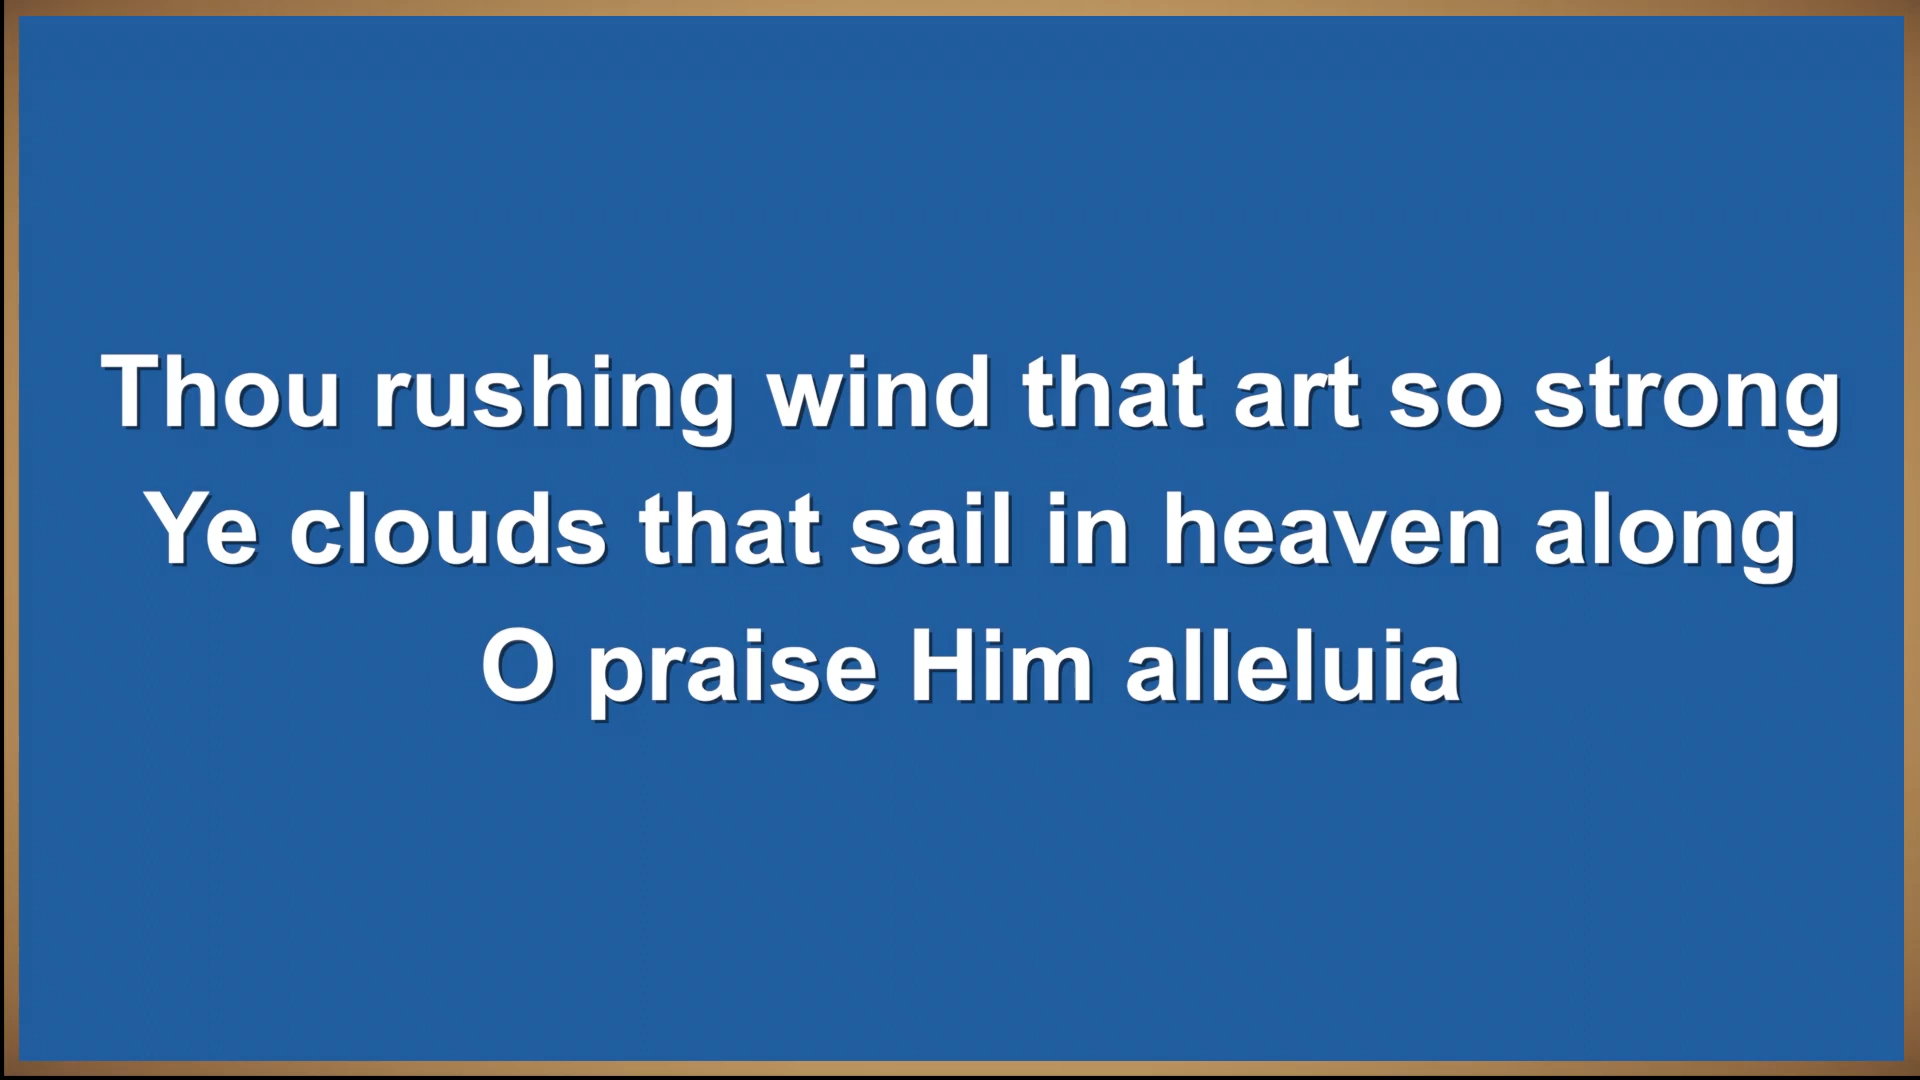 Thou rushing wind that art so strong
Ye clouds that sail in heaven along
O praise Him alleluia